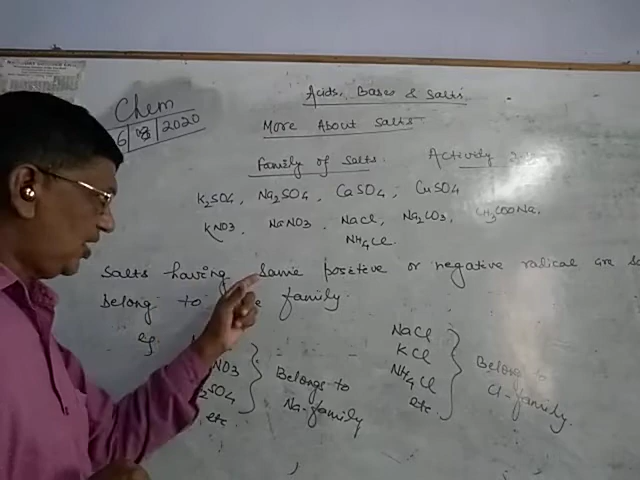 Acids, Bases & Salts
Chem
6 | 08 | 2020
More About Salts
Family of Salts. Activity
K2SO4, Na2SO4, CaSO4, CuSO4
KNO3, NaNO3, NaCl, Na2CO3, CH3COONa.
NH4Cl.
Salts having same positive or negative radical are
belong to family.
eg.
NO3
SO4
etc.
Belongs to
Na-family
NaCl
KCl
NH4Cl
etc.
Belong to
Cl-family.